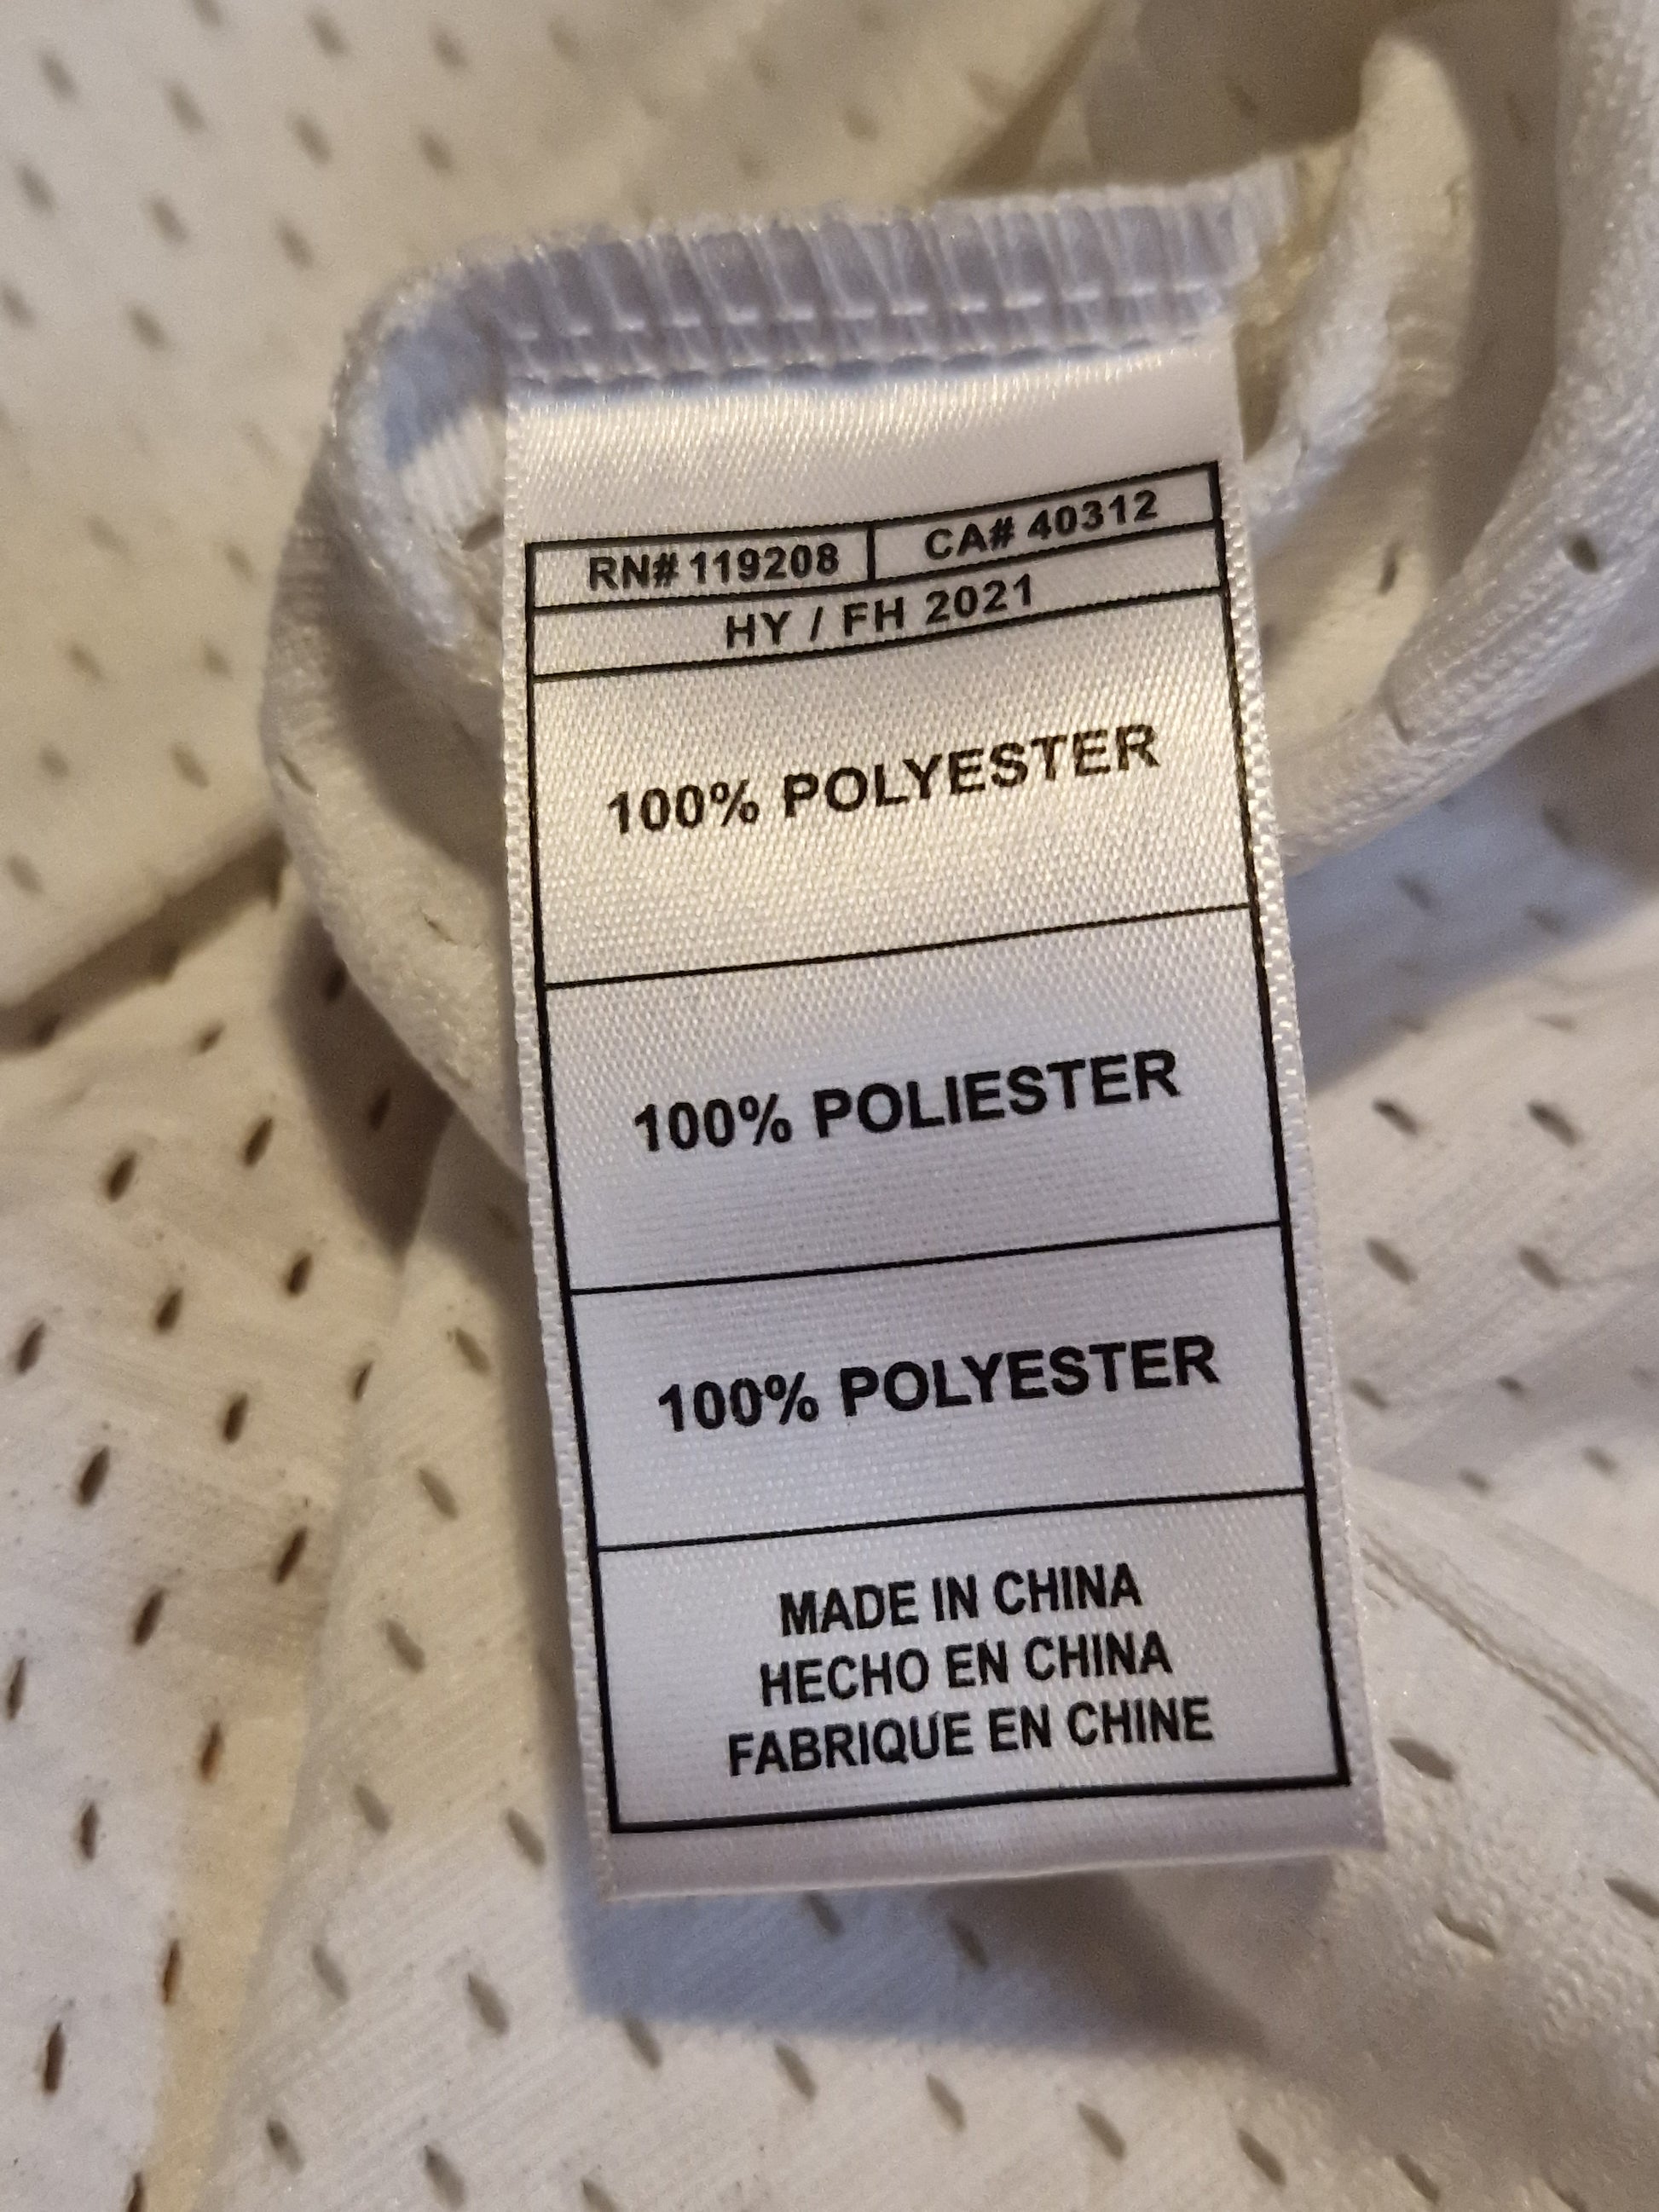 RN# 119208 CA# 40312
HY / FH 2021
100% POLYESTER
100% POLIESTER
100% POLYESTER
MADE IN CHINA
HECHO EN CHINA
FABRIQUÉ EN CHINE